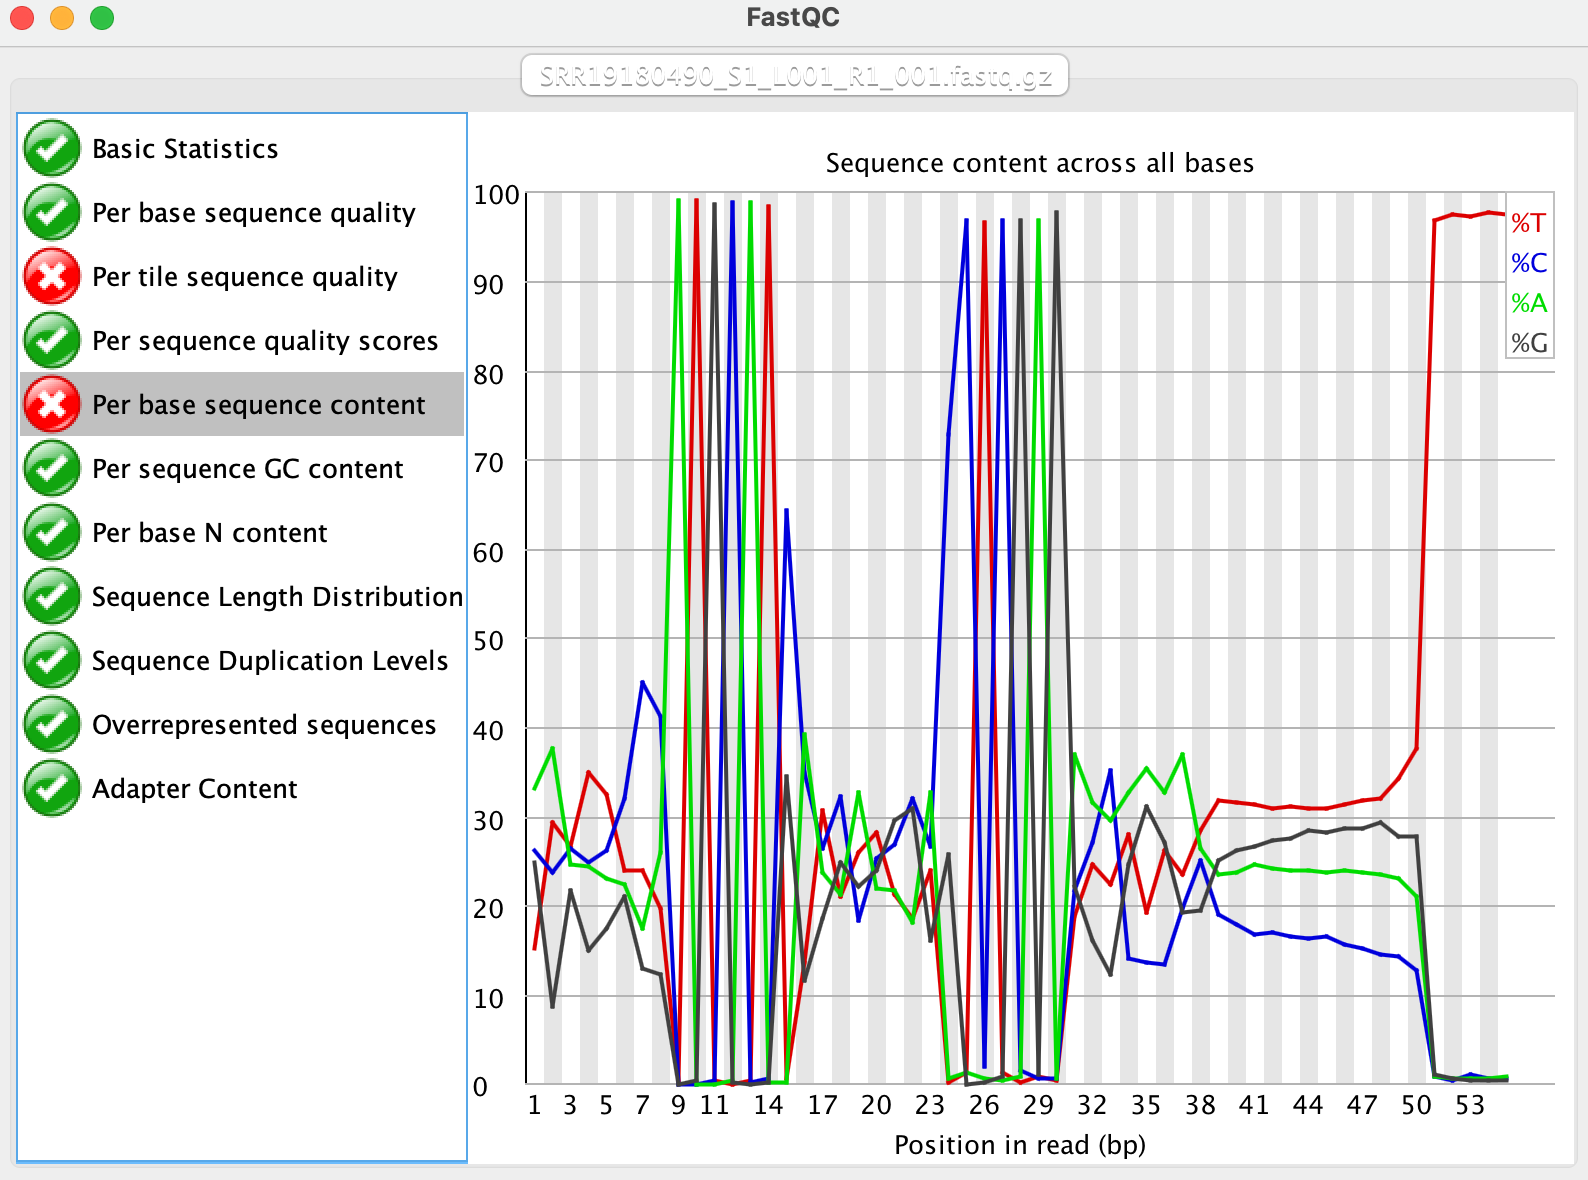 FastQC
SRR19180490_S1_L001_R1_001.fastq.gz
Basic Statistics
Per base sequence quality
Per tile sequence quality
Per sequence quality scores
Per base sequence content
Per sequence GC content
Per base N content
Sequence Length Distribution
Sequence Duplication Levels
Overrepresented sequences
Adapter Content
Sequence content across all bases
100
90
80
70
60
50
40
30
20
10
0
%T
%C
%A
%G
1 3 5 7 9 11 14 17 20 23 26 29 32 35 38 41 44 47 50 53
Position in read (bp)